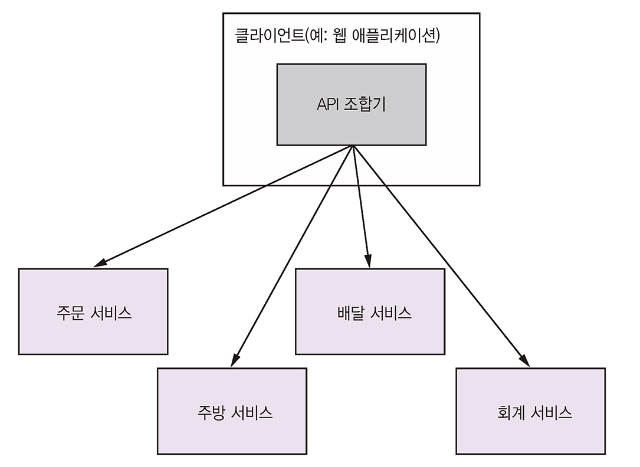 클라이언트(예: 웹 애플리케이션)
API 조합기
주문 서비스
배달 서비스
주방 서비스
회계 서비스